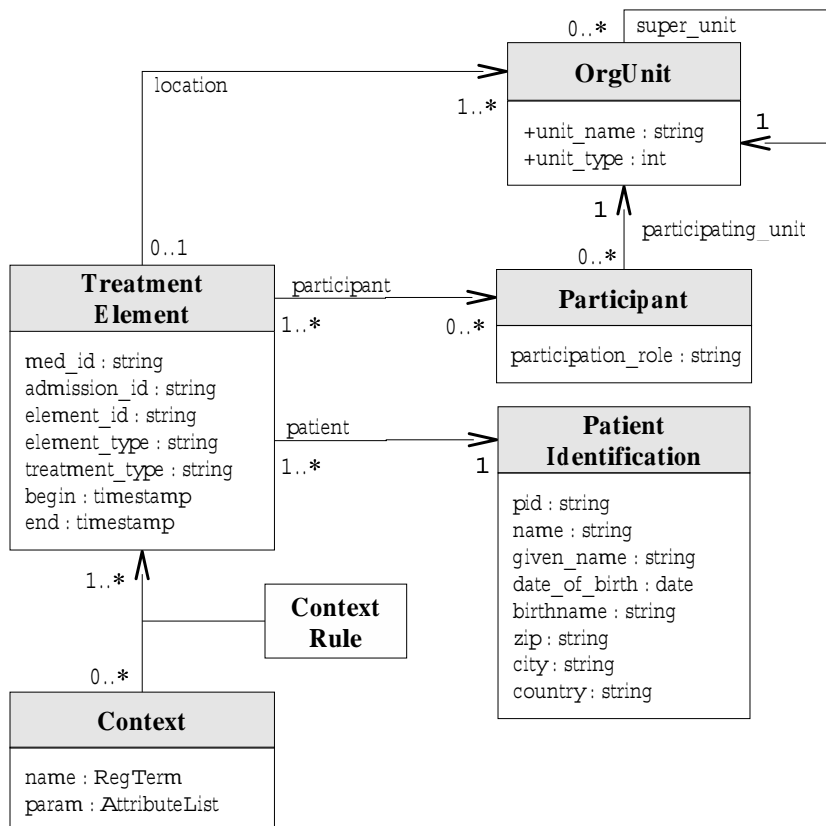 0..*
super_unit
OrgUnit
location
1..*
+unit_name : string
+unit_type : int
1
1
participating_unit
0..1
0..*
Treatment
Element
participant
1..*
0..*
Participant
participation_role : string
med_id : string
admission_id : string
element_id : string
element_type : string
treatment_type : string
begin : timestamp
end : timestamp
patient
1..*
1
Patient
Identification
pid : string
name : string
given_name : string
date_of_birth : date
birthname : string
zip : string
city : string
country : string
1..*
Context
Rule
0..*
Context
name : RegTerm
param : AttributeList